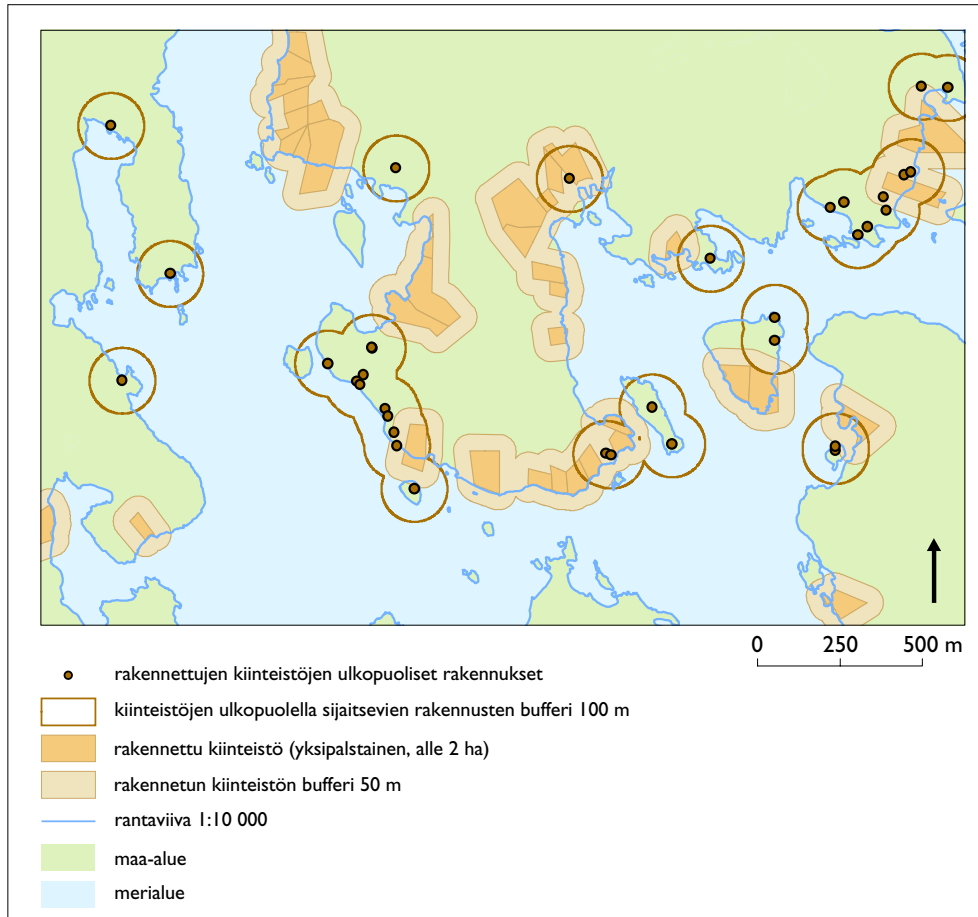 0 250 500 m
rakennettujen kiinteistöjen ulkopuoliset rakennukset
kiinteistöjen ulkopuolella sijaitsevien rakennusten bufferi 100 m
rakennettu kiinteistö (yksipalstainen, alle 2 ha)
rakennetun kiinteistön bufferi 50 m
rantaviiva 1:10 000
maa-alue
merialue